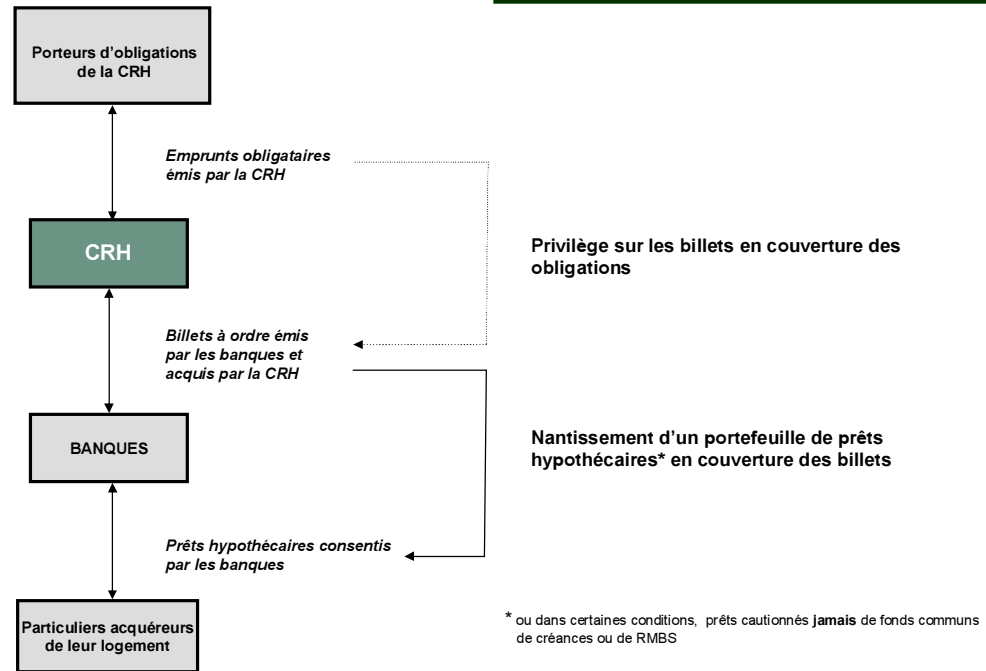 Porteurs d'obligations
de la CRH
Emprunts obligataires
émis par la CRH
CRH
Privilège sur les billets en couverture des
obligations
Billets à ordre émis
par les banques et
acquis par la CRH
BANQUES
Nantissement d'un portefeuille de prêts
hypothécaires* en couverture des billets
Prêts hypothécaires consentis
par les banques
Particuliers acquéreurs
de leur logement
* ou dans certaines conditions, prêts cautionnés jamais de fonds communs
de créances ou de RMBS